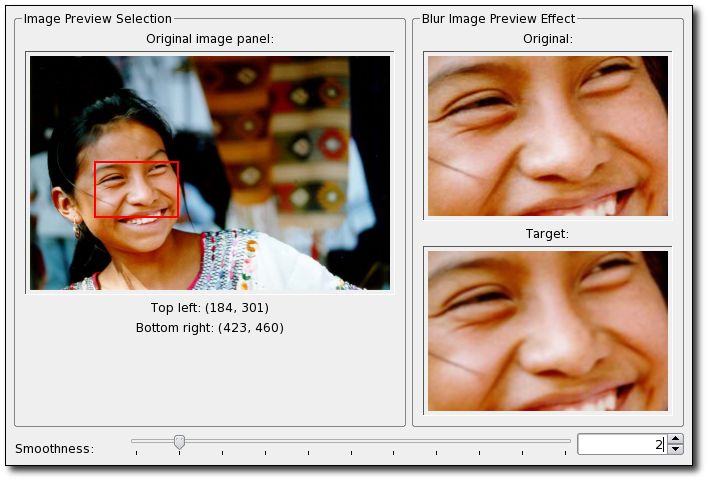 Image Preview Selection
Original image panel:
Top left: (184, 301)
Bottom right: (423, 460)
Blur Image Preview Effect
Original:
Target:
Smoothness:
2